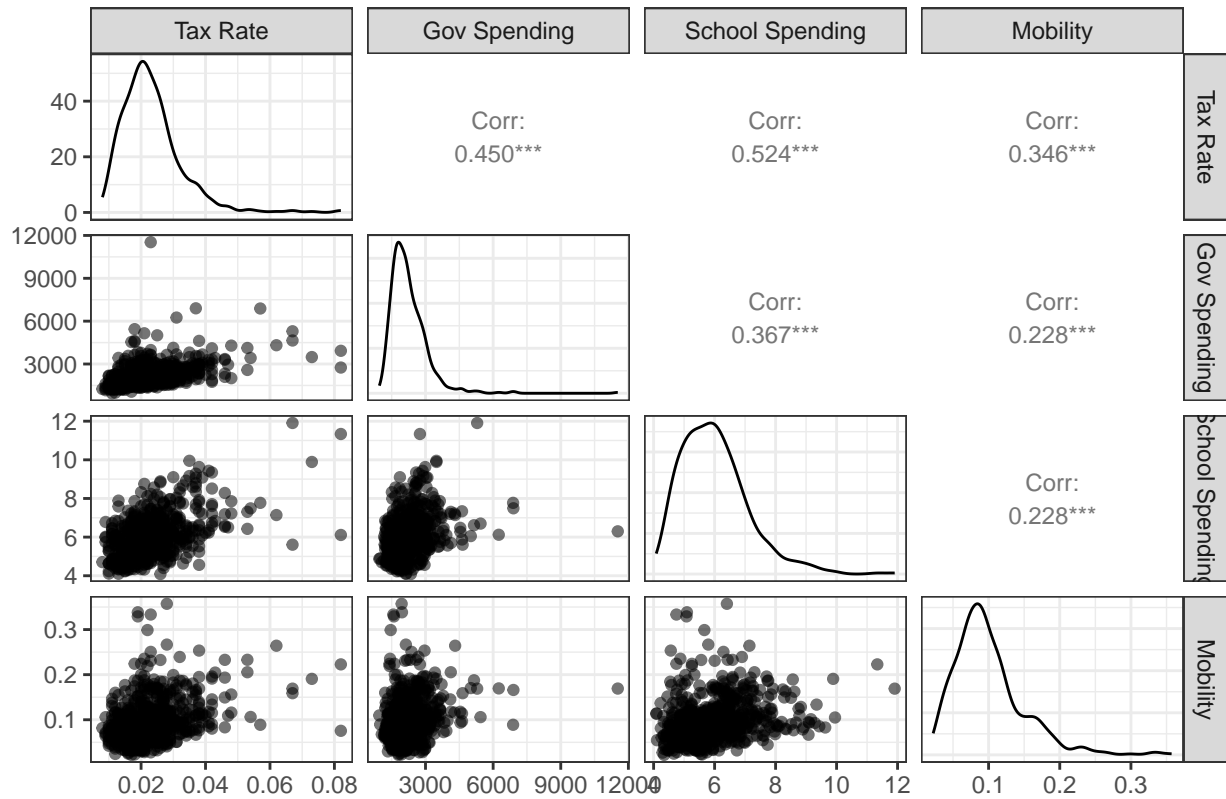 Tax Rate
Gov Spending
School Spending
Mobility
40
20
0
Corr:
0.450***
Corr:
0.524***
Corr:
0.346***
Tax Rate
12000
9000
6000
3000
Corr:
0.367***
Corr:
0.228***
Gov Spending
12
10
8
6
4
Corr:
0.228***
School Spending
0.3
0.2
0.1
Mobility
0.02 0.04 0.06 0.08
3000 6000 9000 12000
4 6 8 10 12
0.1 0.2 0.3